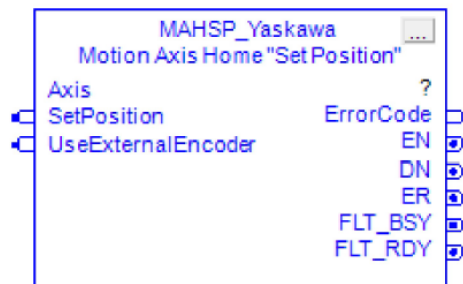 MAHSP_Yaskawa ...
Motion Axis Home "Set Position"
Axis ?
SetPosition ErrorCode
UseExternalEncoder EN
DN
ER
FLT_BSY
FLT_RDY